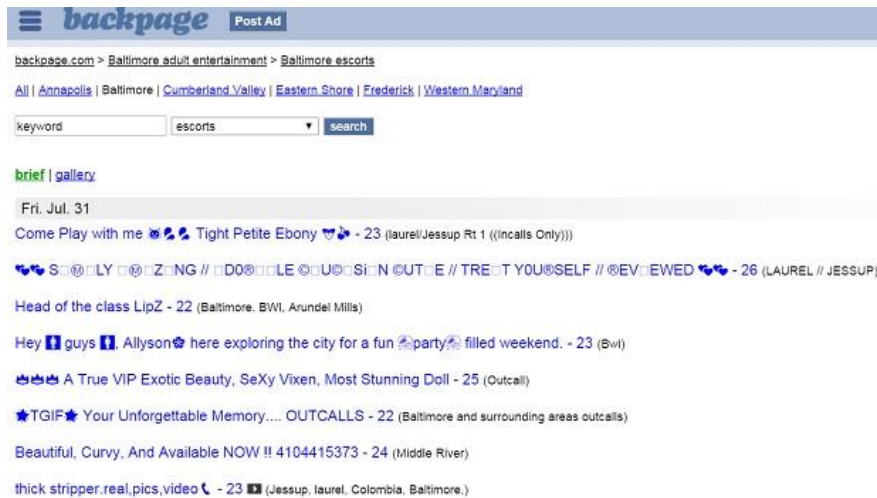 backpage Post Ad
backpage.com > Baltimore adult entertainment > Baltimore escorts
All | Annapolis | Baltimore | Cumberland Valley | Eastern Shore | Frederick | Western Maryland
keyword escorts search
brief | gallery
Fri. Jul. 31
Come Play with me Tight Petite Ebony - 23 (laurel/Jessup Rt 1 ((Incalls Only)))
S□Ⓜ□LY □Ⓜ□Z□NG // □D0®□□LE ©□U©□Si□N ©UT□E // TRE□T Y0U®SELF // ®EV□EWED - 26 (LAUREL // JESSUP)
Head of the class LipZ - 22 (Baltimore, BWI, Arundel Mills)
Hey guys , Allyson✿ here exploring the city for a fun party filled weekend. - 23 (Bwi)
A True VIP Exotic Beauty, SeXy Vixen, Most Stunning Doll - 25 (Outcall)
★TGIF★ Your Unforgettable Memory.... OUTCALLS - 22 (Baltimore and surrounding areas outcalls)
Beautiful, Curvy, And Available NOW !! 4104415373 - 24 (Middle River)
thick stripper.real,pics,video - 23 (Jessup, laurel, Colombia, Baltimore,)